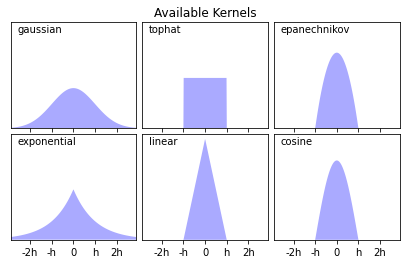 Available Kernels
gaussian
tophat
epanechnikov
exponential
linear
cosine
-2h -h 0 h 2h
-2h -h 0 h 2h
-2h -h 0 h 2h